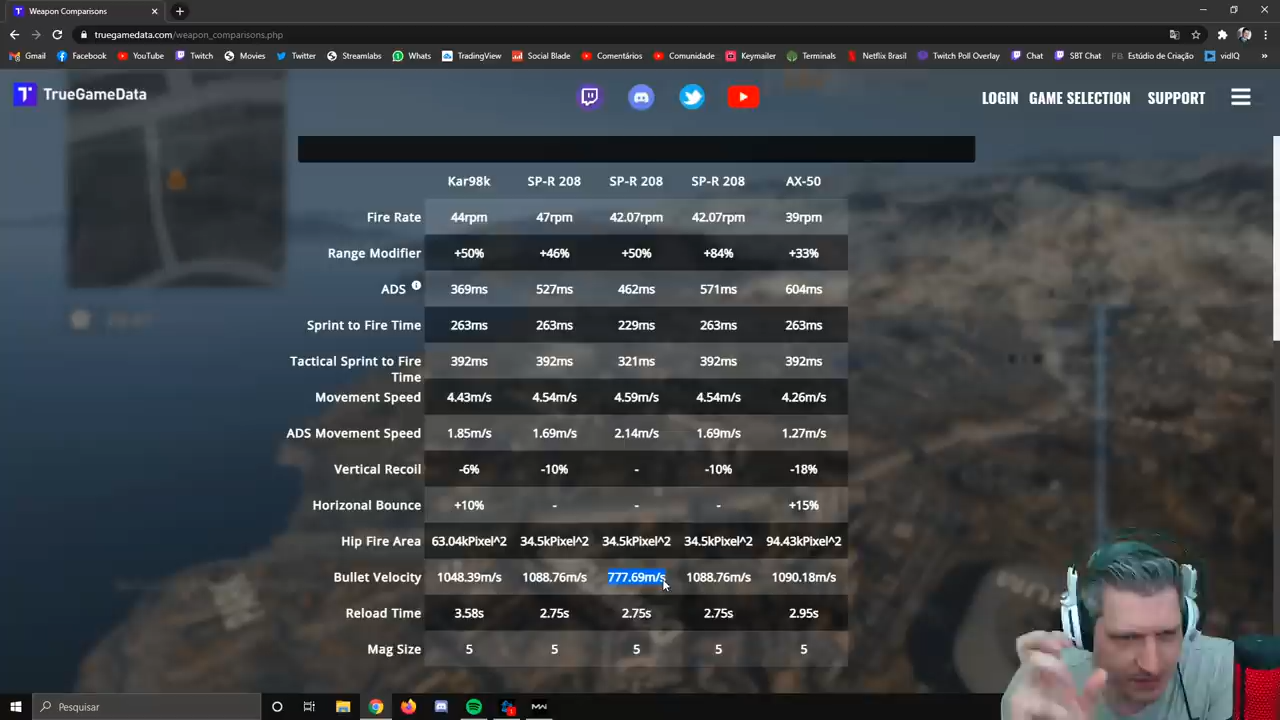 Weapon Comparisons
truegamedata.com/weapon_comparisons.php
Gmail Facebook YouTube Twitch Movies Twitter Streamlabs Whats TradingView Social Blade Comentários Comunidade Keymailer Terminals Netflix Brasil Twitch Poll Overlay Chat SBT Chat FB Estúdio de Criação vidIQ »
TrueGameData LOGIN GAME SELECTION SUPPORT
Kar98k SP-R 208 SP-R 208 SP-R 208 AX-50
Fire Rate 44rpm 47rpm 42.07rpm 42.07rpm 39rpm
Range Modifier +50% +46% +50% +84% +33%
ADS 369ms 527ms 462ms 571ms 604ms
Sprint to Fire Time 263ms 263ms 229ms 263ms 263ms
Tactical Sprint to Fire 392ms 392ms 321ms 392ms 392ms
Time
Movement Speed 4.43m/s 4.54m/s 4.59m/s 4.54m/s 4.26m/s
ADS Movement Speed 1.85m/s 1.69m/s 2.14m/s 1.69m/s 1.27m/s
Vertical Recoil -6% -10% - -10% -18%
Horizonal Bounce +10% - - - +15%
Hip Fire Area 63.04kPixel^2 34.5kPixel^2 34.5kPixel^2 34.5kPixel^2 94.43kPixel^2
Bullet Velocity 1048.39m/s 1088.76m/s 777.69m/s 1088.76m/s 1090.18m/s
Reload Time 3.58s 2.75s 2.75s 2.75s 2.95s
Mag Size 5 5 5 5 5
Pesquisar